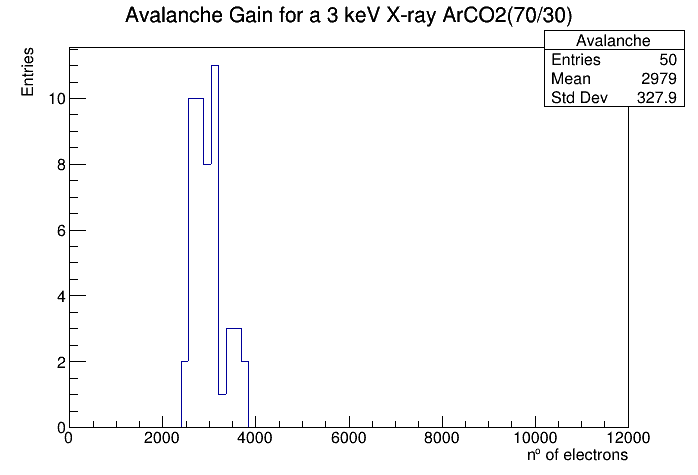 Avalanche Gain for a 3 keV X-ray ArCO2(70/30)
Avalanche
Entries 50
Mean 2979
Std Dev 327.9
Entries
10
8
6
4
2
0
0 2000 4000 6000 8000 10000 12000
nº of electrons